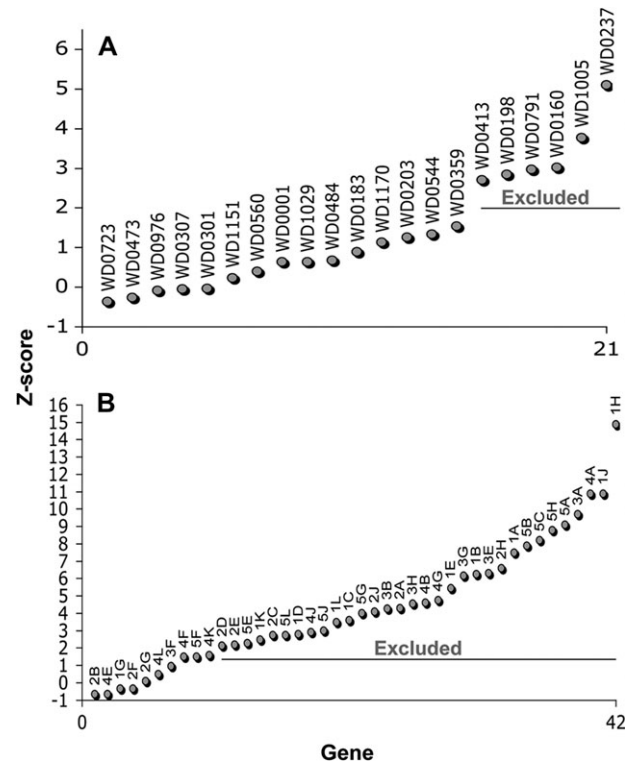 A
6
5
4
3
2
1
0
-1
WD0723
WD0473
WD0976
WD0307
WD0301
WD1151
WD0560
WD0001
WD1029
WD0484
WD0183
WD1170
WD0203
WD0544
WD0359
WD0413
WD0198
WD0791
WD0160
WD1005
WD0237
Excluded
0
21
Z-score
B
16
15
14
13
12
11
10
9
8
7
6
5
4
3
2
1
0
-1
2B
4E
1G
2F
2G
4L
3F
4F
5F
4K
2D
2E
5E
1K
2C
5L
1D
4J
5J
1L
1C
5G
2J
3B
2A
3H
4B
4G
1E
3G
1B
3E
2H
1A
5B
5C
5H
5A
3A
4A
1J
1H
Excluded
0
42
Gene